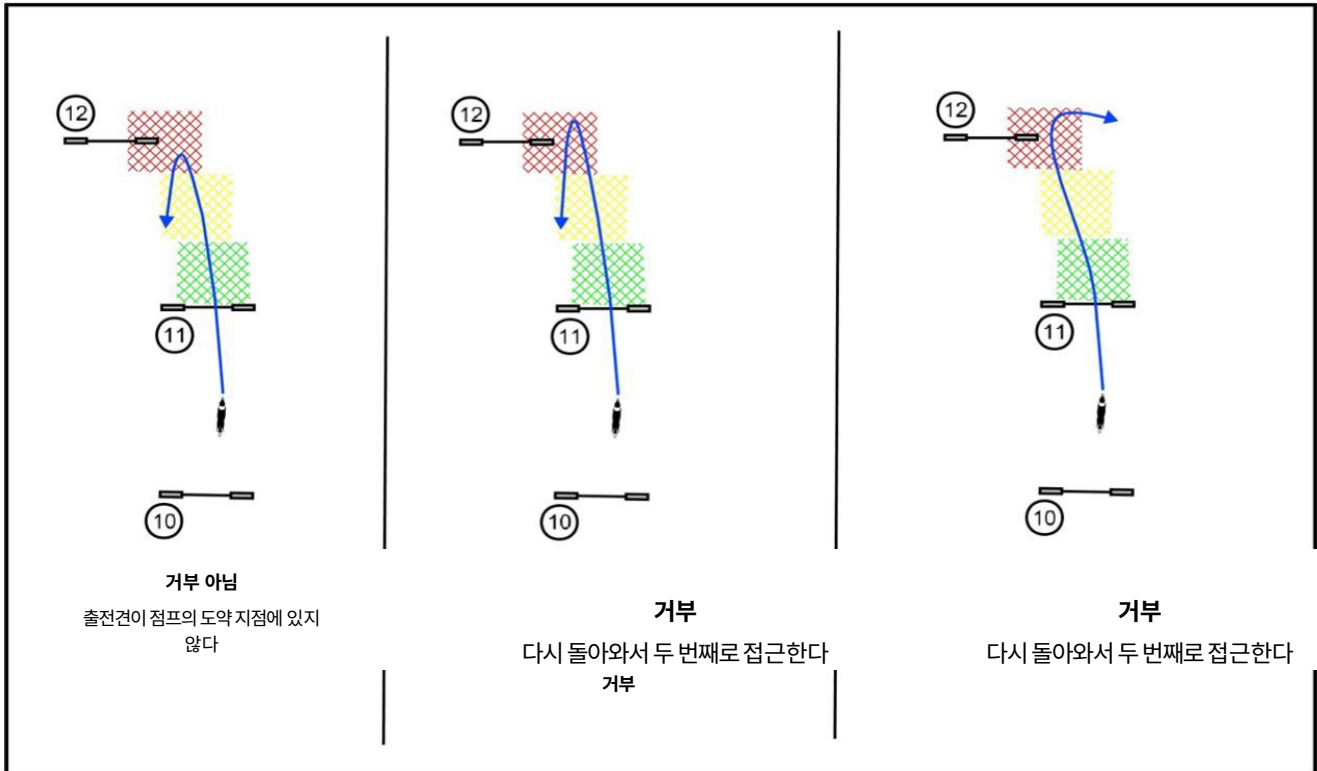 12
11
10
거부 아님
출전견이 점프의 도약 지점에 있지
않다
12
11
10
거부
다시 돌아와서 두 번째로 접근한다
거부
12
11
10
거부
다시 돌아와서 두 번째로 접근한다